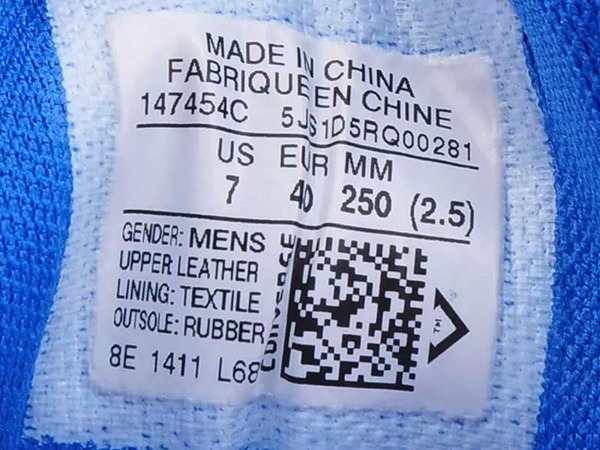 MADE IN CHINA
FABRIQUE EN CHINE
147454C 5JS1D5RQ00281
US EUR MM
7 40 250 (2.5)
GENDER: MENS
UPPER: LEATHER
LINING: TEXTILE
OUTSOLE: RUBBER
8E 1411 L68
converse